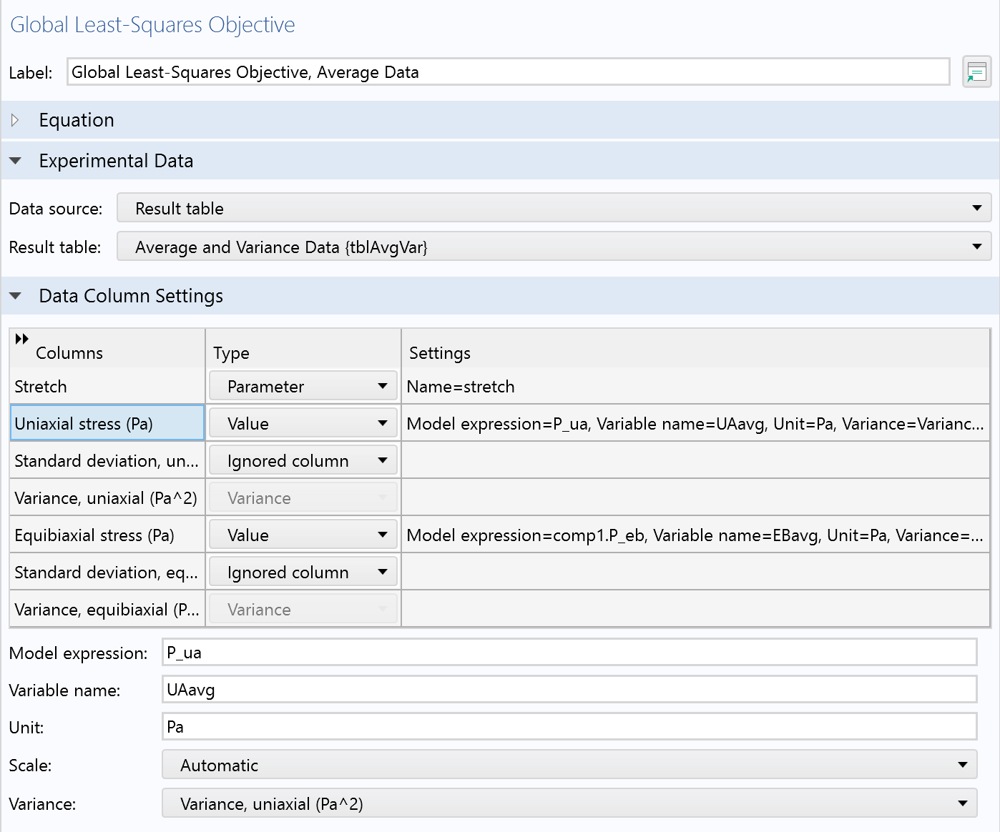 Global Least-Squares Objective
Label: Global Least-Squares Objective, Average Data
Equation
Experimental Data
Data source: Result table
Result table: Average and Variance Data {tblAvgVar}
Data Column Settings
Columns Type Settings
Stretch Parameter Name=stretch
Uniaxial stress (Pa) Value Model expression=P_ua, Variable name=UAavg, Unit=Pa, Variance=Varianc...
Standard deviation, un... Ignored column
Variance, uniaxial (Pa^2) Variance
Equibiaxial stress (Pa) Value Model expression=comp1.P_eb, Variable name=EBavg, Unit=Pa, Variance=...
Standard deviation, eq... Ignored column
Variance, equibiaxial (P... Variance
Model expression: P_ua
Variable name: UAavg
Unit: Pa
Scale: Automatic
Variance: Variance, uniaxial (Pa^2)